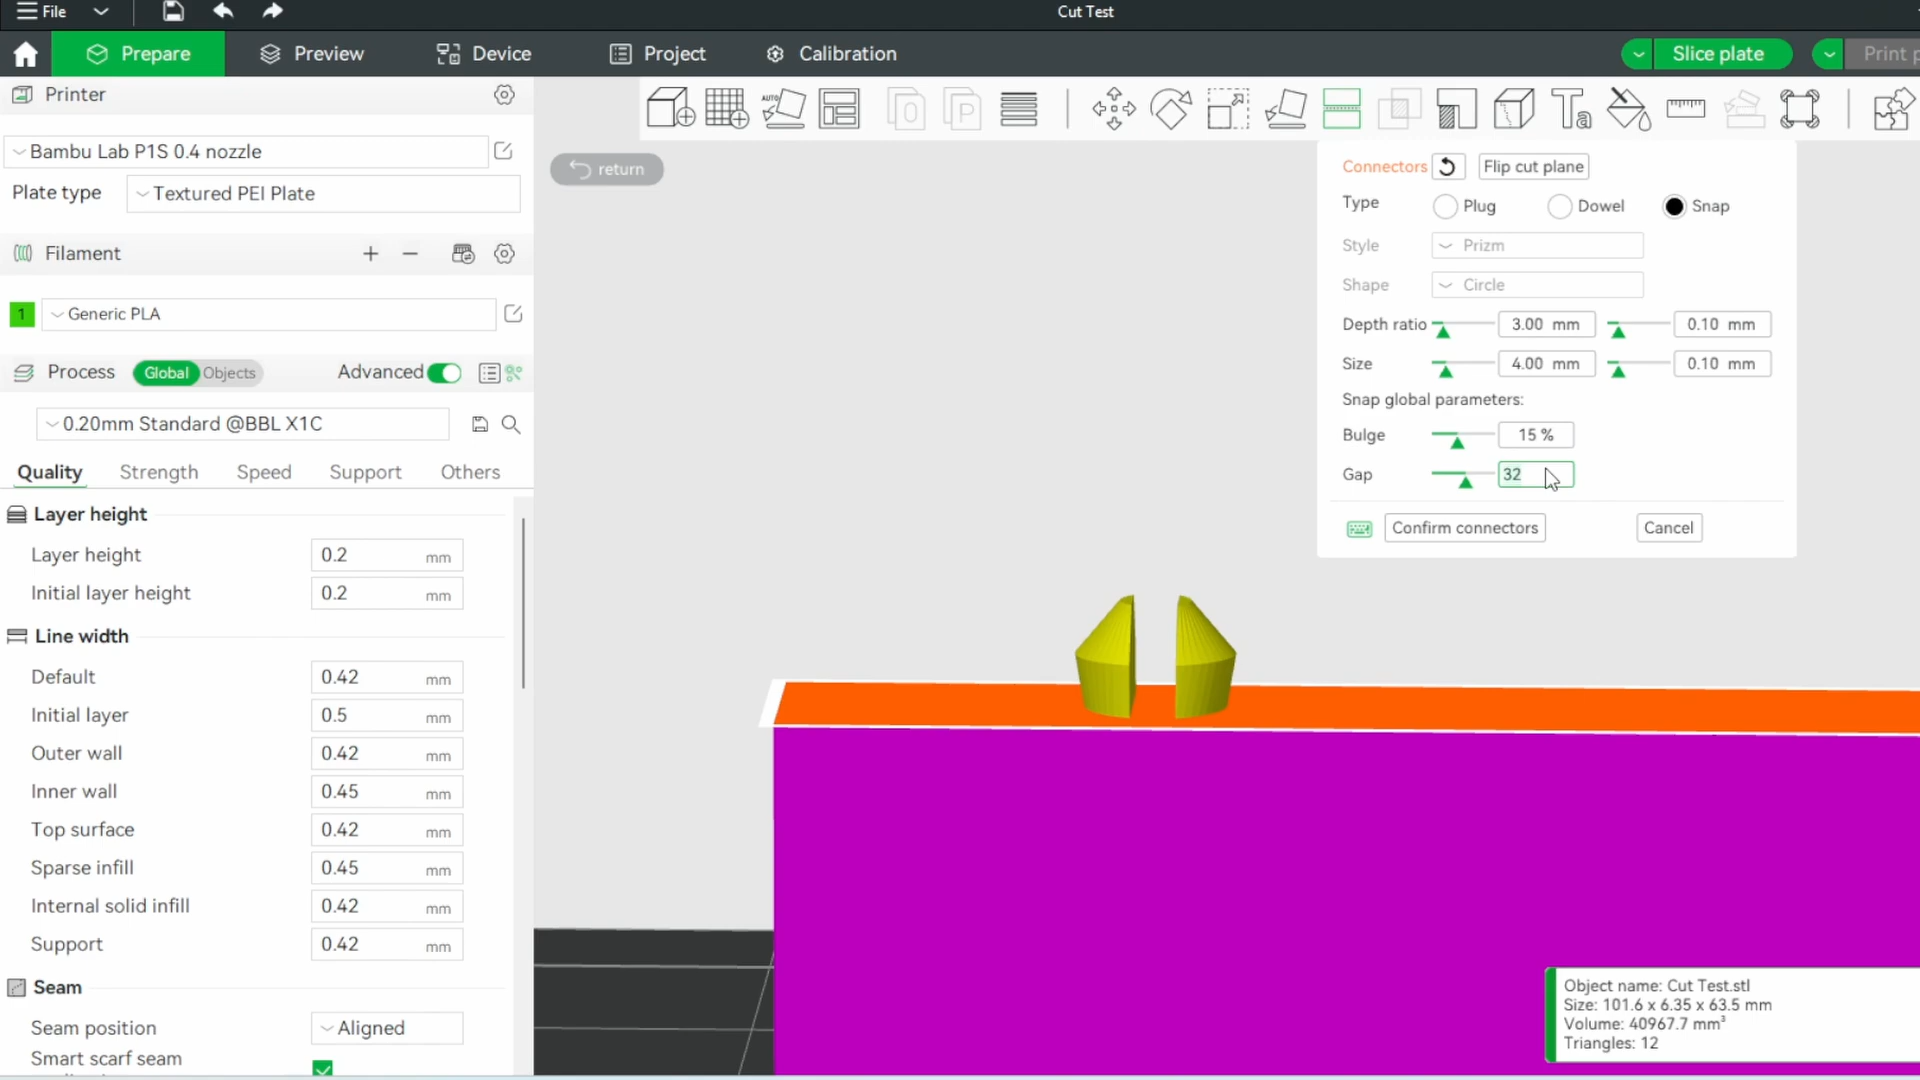 File
Cut Test
Prepare
Preview
Device
Project
Calibration
Slice plate
Print p
Printer
Bambu Lab P1S 0.4 nozzle
Plate type
Textured PEI Plate
Filament
1
Generic PLA
Process
Global
Objects
Advanced
0.20mm Standard @BBL X1C
Quality
Strength
Speed
Support
Others
Layer height
Layer height 0.2 mm
Initial layer height 0.2 mm
Line width
Default 0.42 mm
Initial layer 0.5 mm
Outer wall 0.42 mm
Inner wall 0.45 mm
Top surface 0.42 mm
Sparse infill 0.45 mm
Internal solid infill 0.42 mm
Support 0.42 mm
Seam
Seam position Aligned
Smart scarf seam
AUTO
O
P
Ta
return
Connectors
Flip cut plane
Type Plug Dowel Snap
Style Prizm
Shape Circle
Depth ratio 3.00 mm 0.10 mm
Size 4.00 mm 0.10 mm
Snap global parameters:
Bulge 15 %
Gap 32
Confirm connectors
Cancel
Object name: Cut Test.stl
Size: 101.6 x 6.35 x 63.5 mm
Volume: 40967.7 mm³
Triangles: 12